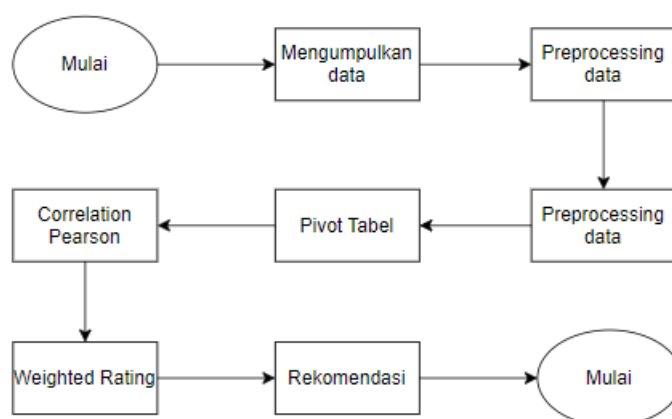 Mulai
Mengumpulkan
data
Preprocessing
data
Preprocessing
data
Pivot Tabel
Correlation
Pearson
Weighted Rating
Rekomendasi
Mulai